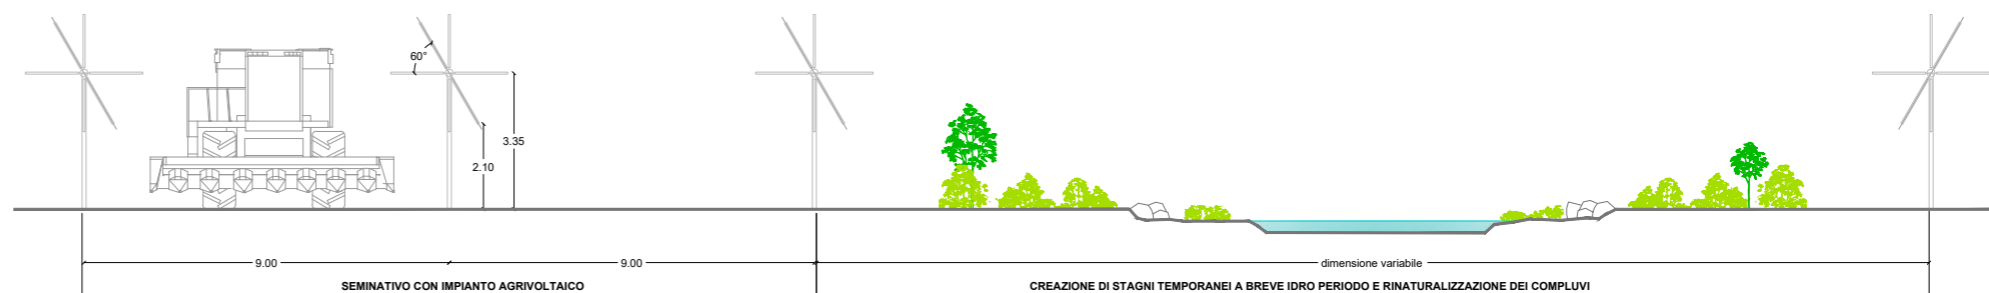 60°
3.35
2.10
9.00
9.00
dimensione variabile
SEMINATIVO CON IMPIANTO AGRIVOLTAICO
CREAZIONE DI STAGNI TEMPORANEI A BREVE IDRO PERIODO E RINATURALIZZAZIONE DEI COMPLUVI